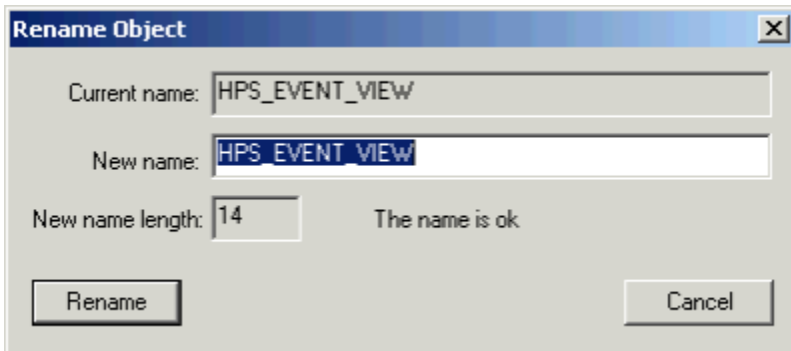 Rename Object
Current name: HPS_EVENT_VIEW
New name: HPS_EVENT_VIEW
New name length: 14 The name is ok
Rename Cancel